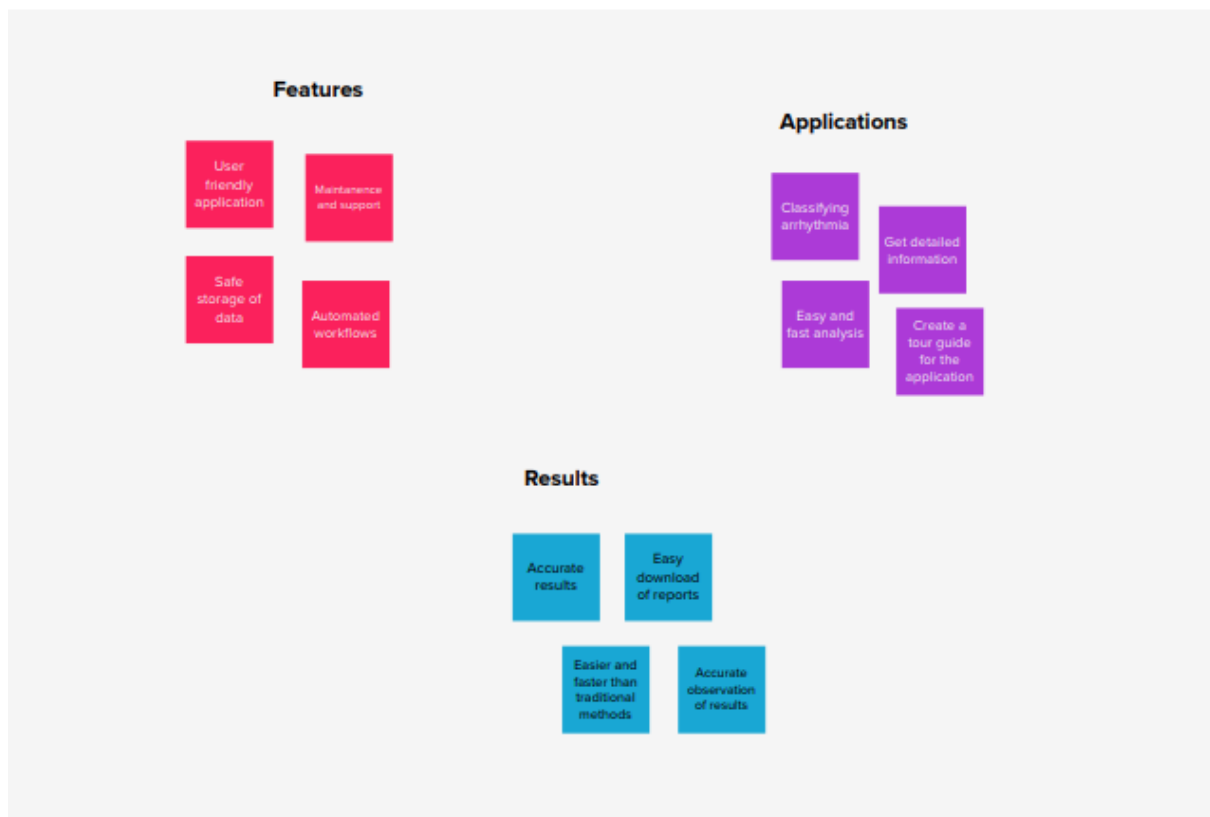 Features
User
friendly
application
Maintanence
and support
Safe
storage of
data
Automated
workflows
Applications
Classifying
arrhythmia
Get detailed
information
Easy and
fast analysis
Create a
tour guide
for the
application
Results
Accurate
results
Easy
download
of reports
Easier and
faster than
traditional
methods
Accurate
observation
of results